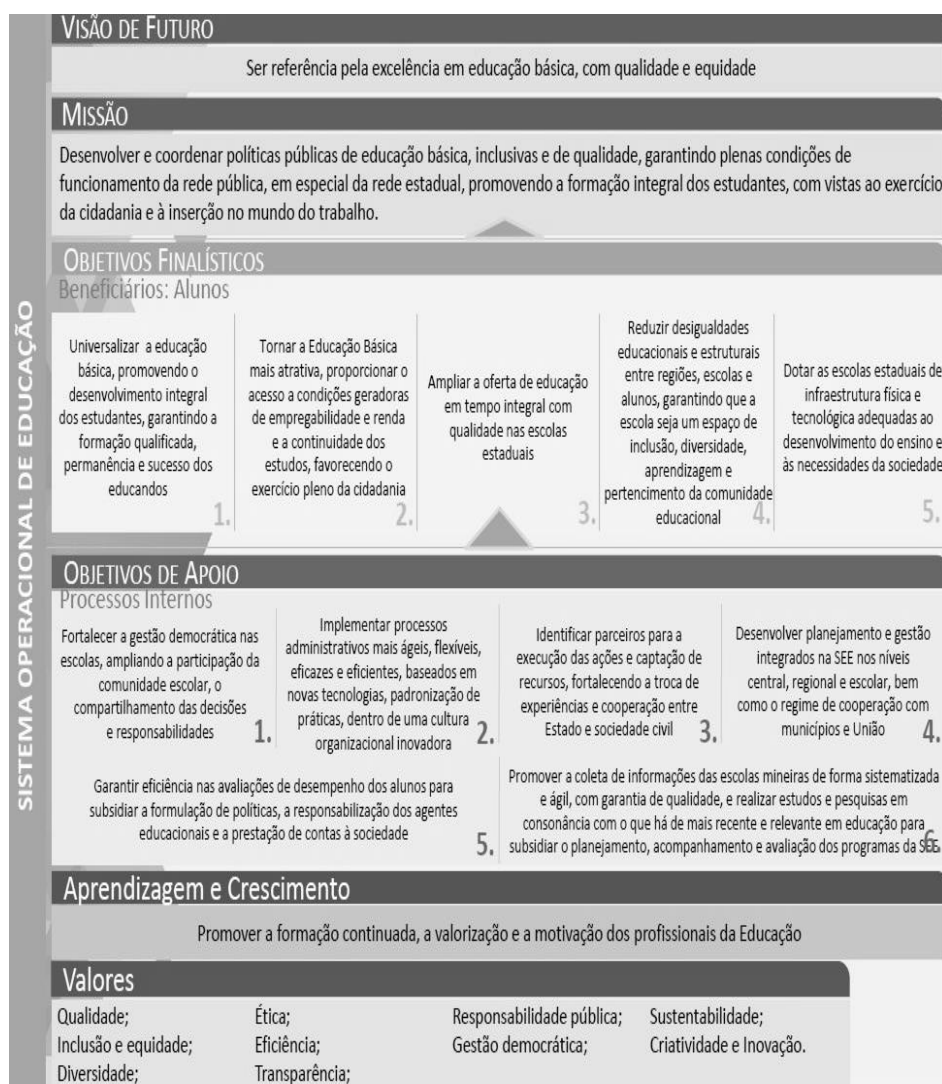 SISTEMA OPERACIONAL DE EDUCAÇÃO
VISÃO DE FUTURO
Ser referência pela excelência em educação básica, com qualidade e equidade
MISSÃO
Desenvolver e coordenar políticas públicas de educação básica, inclusivas e de qualidade, garantindo plenas condições de
funcionamento da rede pública, em especial da rede estadual, promovendo a formação integral dos estudantes, com vistas ao exercício
da cidadania e à inserção no mundo do trabalho.
OBJETIVOS FINALÍSTICOS
Beneficiários: Alunos
Universalizar a educação
básica, promovendo o
desenvolvimento integral
dos estudantes, garantindo a
formação qualificada,
permanência e sucesso dos
educandos
1.
Tornar a Educação Básica
mais atrativa, proporcionar o
acesso a condições geradoras
de empregabilidade e renda
e a continuidade dos
estudos, favorecendo o
exercício pleno da cidadania
2.
Ampliar a oferta de educação
em tempo integral com
qualidade nas escolas
estaduais
3.
Reduzir desigualdades
educacionais e estruturais
entre regiões, escolas e
alunos, garantindo que a
escola seja um espaço de
inclusão, diversidade,
aprendizagem e
pertencimento da comunidade
educacional
4.
Dotar as escolas estaduais de
infraestrutura física e
tecnológica adequadas ao
desenvolvimento do ensino e
às necessidades da sociedade
5.
OBJETIVOS DE APOIO
Processos Internos
Fortalecer a gestão democrática nas
escolas, ampliando a participação da
comunidade escolar, o
compartilhamento das decisões
e responsabilidades
1.
Implementar processos
administrativos mais ágeis, flexíveis,
eficazes e eficientes, baseados em
novas tecnologias, padronização de
práticas, dentro de uma cultura
organizacional inovadora
2.
Identificar parceiros para a
execução das ações e captação de
recursos, fortalecendo a troca de
experiências e cooperação entre
Estado e sociedade civil
3.
Desenvolver planejamento e gestão
integrados na SEE nos níveis
central, regional e escolar, bem
como o regime de cooperação com
municípios e União
4.
Garantir eficiência nas avaliações de desempenho dos alunos para
subsidiar a formulação de políticas, a responsabilização dos agentes
educacionais e a prestação de contas à sociedade
5.
Promover a coleta de informações das escolas mineiras de forma sistematizada
e ágil, com garantia de qualidade, e realizar estudos e pesquisas em
consonância com o que há de mais recente e relevante em educação para
subsidiar o planejamento, acompanhamento e avaliação dos programas da SEE
6.
Aprendizagem e Crescimento
Promover a formação continuada, a valorização e a motivação dos profissionais da Educação
Valores
Qualidade;
Inclusão e equidade;
Diversidade;
Ética;
Eficiência;
Transparência;
Responsabilidade pública;
Gestão democrática;
Sustentabilidade;
Criatividade e Inovação.